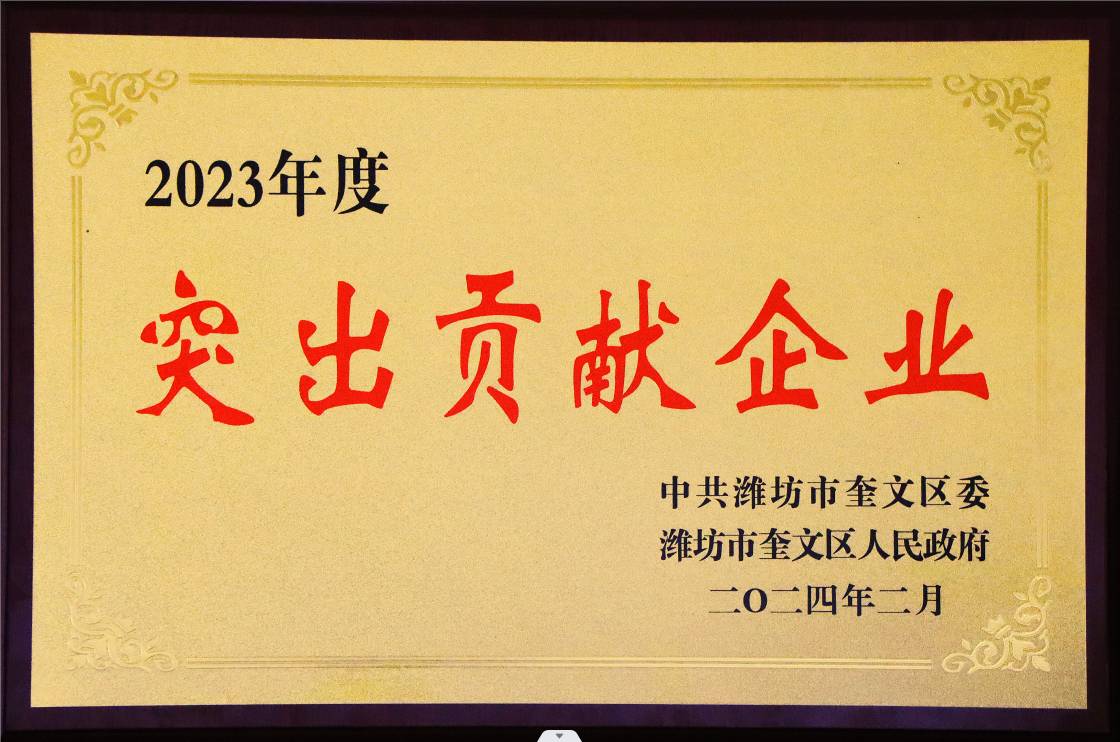 2023年度
突出贡献企业
中共潍坊市奎文区委
潍坊市奎文区人民政府
二O二四年二月